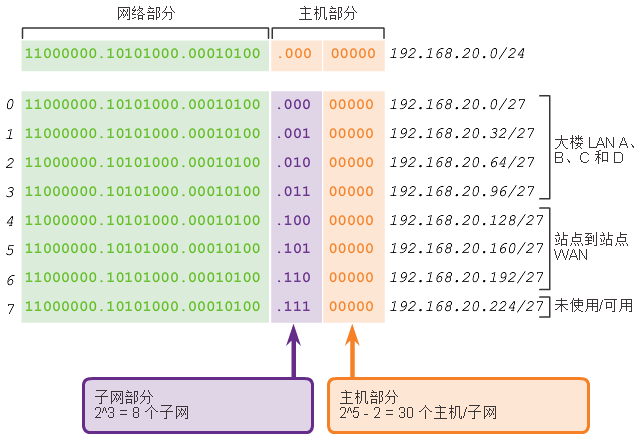 网络部分 主机部分
11000000.10101000.00010100 .000 00000 192.168.20.0/24
0 11000000.10101000.00010100 .000 00000 192.168.20.0/27
1 11000000.10101000.00010100 .001 00000 192.168.20.32/27
2 11000000.10101000.00010100 .010 00000 192.168.20.64/27
3 11000000.10101000.00010100 .011 00000 192.168.20.96/27
大楼 LAN A、
B、C 和 D
4 11000000.10101000.00010100 .100 00000 192.168.20.128/27
5 11000000.10101000.00010100 .101 00000 192.168.20.160/27
6 11000000.10101000.00010100 .110 00000 192.168.20.192/27
站点到站点
WAN
7 11000000.10101000.00010100 .111 00000 192.168.20.224/27 未使用/可用
子网部分
2^3 = 8 个子网
主机部分
2^5 - 2 = 30 个主机/子网